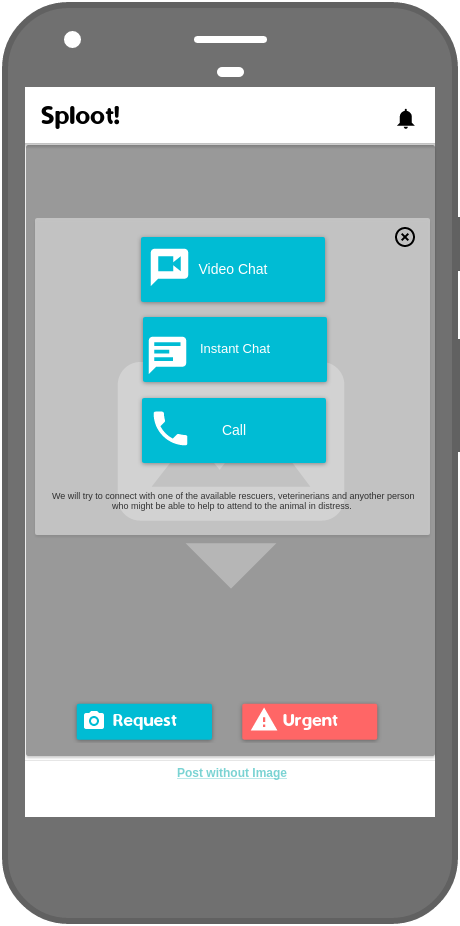 Sploot!
Video Chat
Instant Chat
Call
We will try to connect with one of the available rescuers, veterinerians and anyother person
who might be able to help to attend to the animal in distress.
Request
Urgent
Post without Image